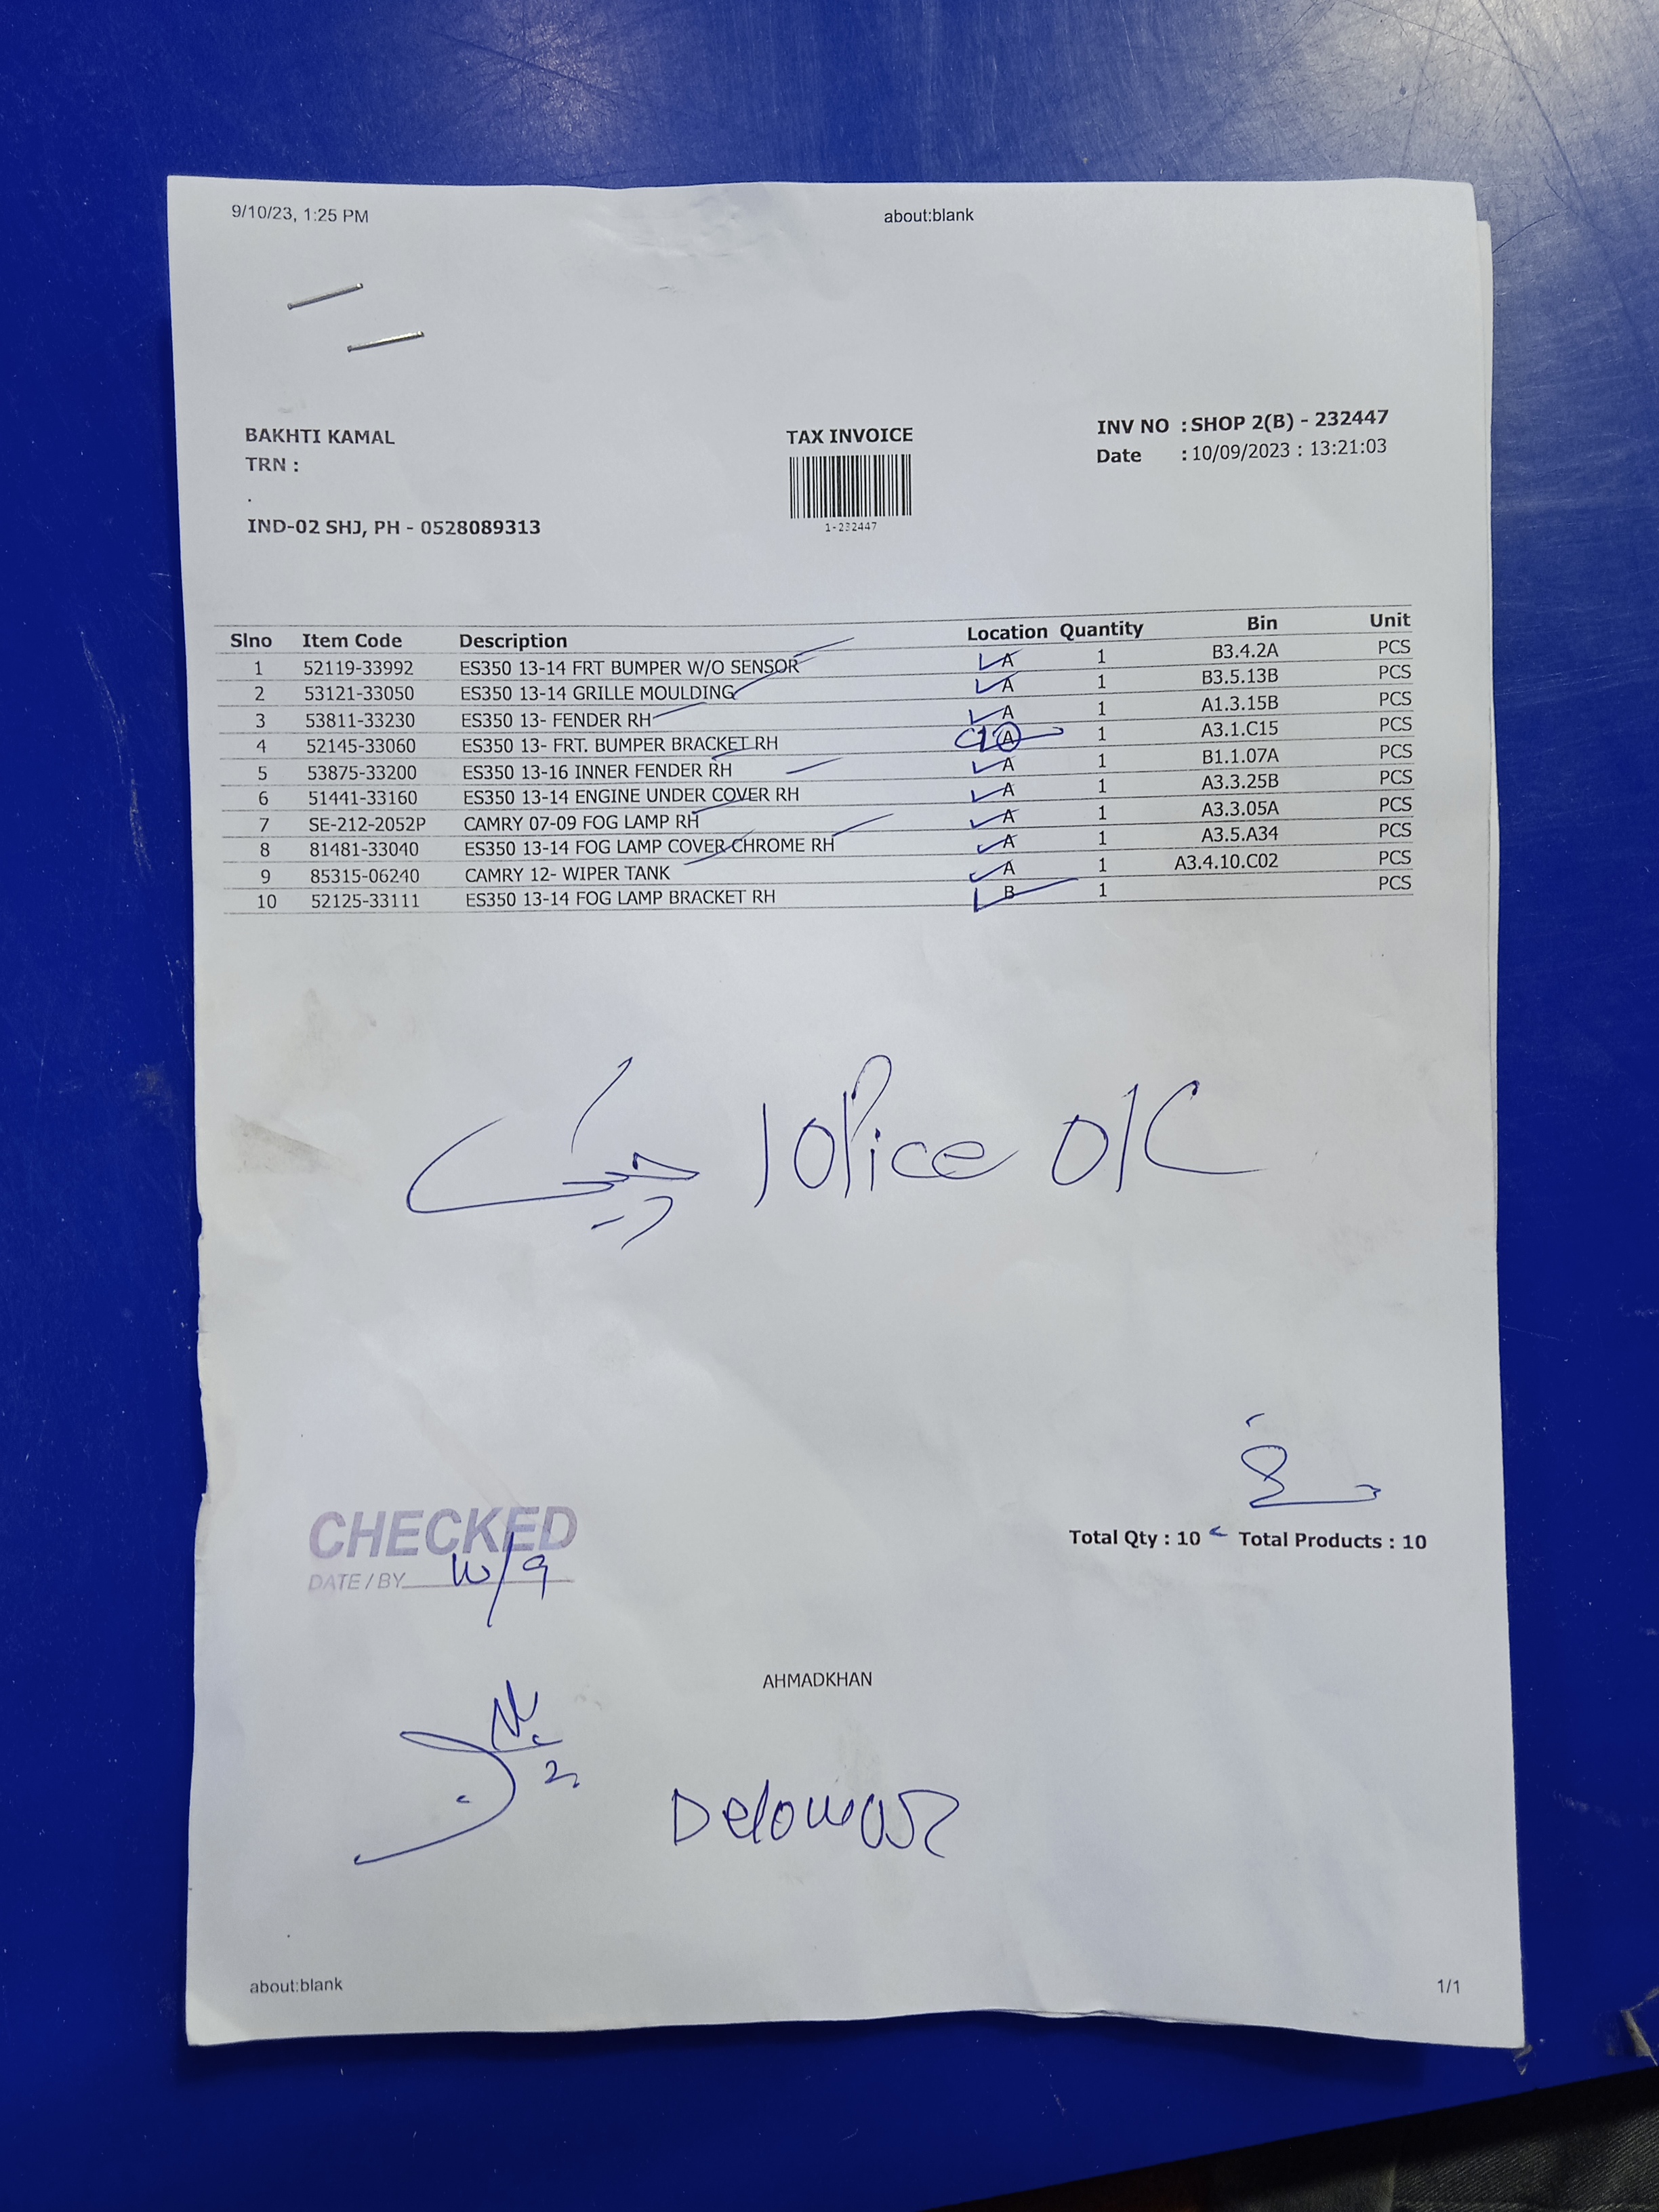 9/10/23, 1:25 PM about:blank
BAKHTI KAMAL TAX INVOICE INV NO : SHOP 2(B) - 232447
TRN : Date : 10/09/2023 : 13:21:03
.
IND-02 SHJ, PH - 0528089313 1-232447
Slno Item Code Description Location Quantity Bin Unit
1 52119-33992 ES350 13-14 FRT BUMPER W/O SENSOR A 1 B3.4.2A PCS
2 53121-33050 ES350 13-14 GRILLE MOULDING A 1 B3.5.13B PCS
3 53811-33230 ES350 13- FENDER RH A 1 A1.3.15B PCS
4 52145-33060 ES350 13- FRT. BUMPER BRACKET RH A 1 A3.1.C15 PCS
5 53875-33200 ES350 13-16 INNER FENDER RH A 1 B1.1.07A PCS
6 51441-33160 ES350 13-14 ENGINE UNDER COVER RH A 1 A3.3.25B PCS
7 SE-212-2052P CAMRY 07-09 FOG LAMP RH A 1 A3.3.05A PCS
8 81481-33040 ES350 13-14 FOG LAMP COVER CHROME RH A 1 A3.5.A34 PCS
9 85315-06240 CAMRY 12- WIPER TANK A 1 A3.4.10.C02 PCS
10 52125-33111 ES350 13-14 FOG LAMP BRACKET RH B 1 PCS
چیک 10 Pice O/C
CHECKED
DATE / BY 10/9
Total Qty : 10 Total Products : 10
AHMADKHAN
Delowar
about:blank 1/1